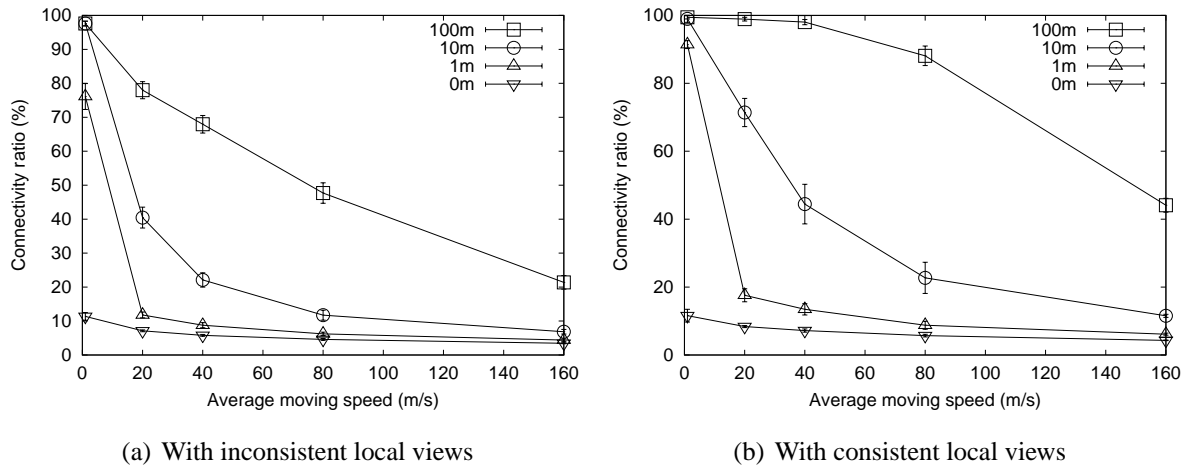 100
90
80
70
60
50
40
30
20
10
0
Connectivity ratio (%)
100m
10m
1m
0m
0 20 40 60 80 100 120 140 160
Average moving speed (m/s)
(a) With inconsistent local views
100
80
60
40
20
0
Connectivity ratio (%)
100m
10m
1m
0m
0 20 40 60 80 100 120 140 160
Average moving speed (m/s)
(b) With consistent local views